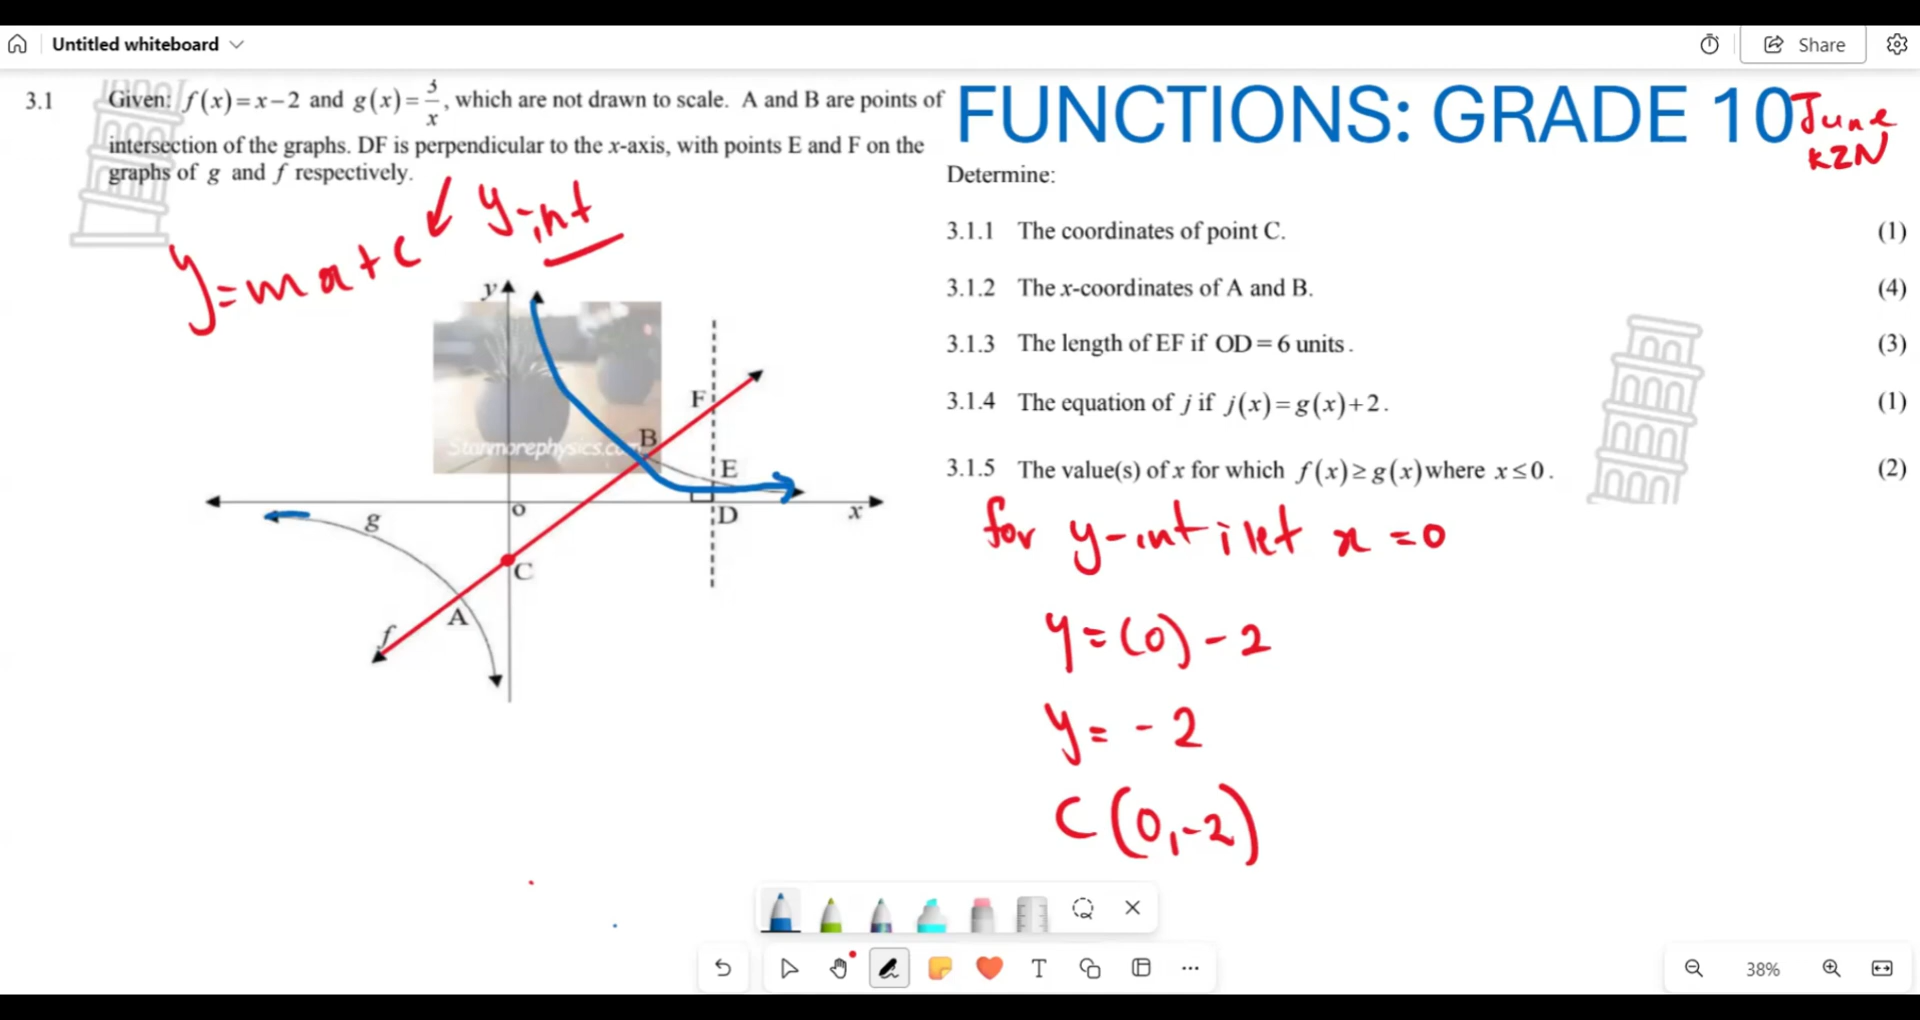 Untitled whiteboard
Share
3.1 Given: f(x)=x−2 and g(x)=3/x, which are not drawn to scale. A and B are points of
intersection of the graphs. DF is perpendicular to the x-axis, with points E and F on the
graphs of g and f respectively.
FUNCTIONS: GRADE 10
June
KZN
Determine:
3.1.1 The coordinates of point C. (1)
3.1.2 The x-coordinates of A and B. (4)
3.1.3 The length of EF if OD=6 units. (3)
3.1.4 The equation of j if j(x)=g(x)+2. (1)
3.1.5 The value(s) of x for which f(x)≥g(x) where x≤0. (2)
y-int
y=mx+c
y
F
B
Stanmorephysics.c
E
g
O
D
x
C
A
f
for y-int; let x=0
y=(0)-2
y=-2
C(0,-2)
T
38%